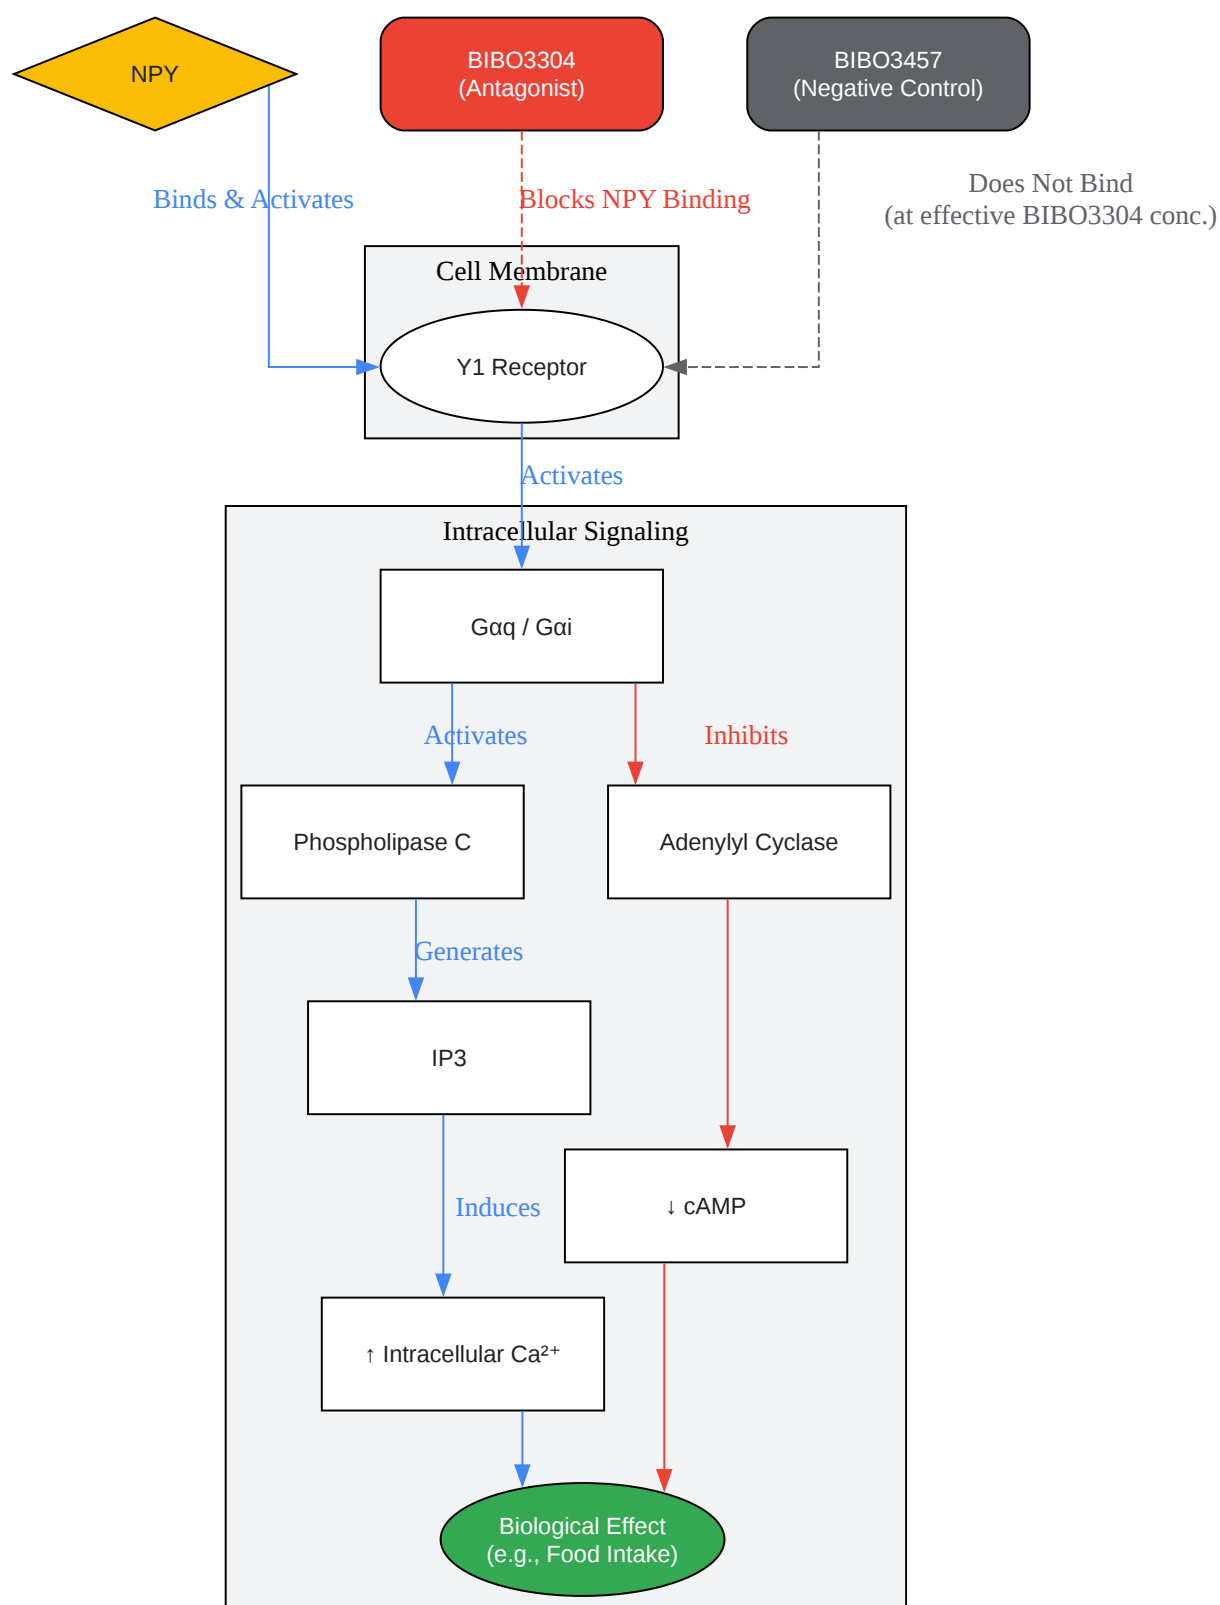 NPY
BIBO3304
(Antagonist)
BIBO3457
(Negative Control)
Binds & Activates
Blocks NPY Binding
Does Not Bind
(at effective BIBO3304 conc.)
Cell Membrane
Y1 Receptor
Activates
Intracellular Signaling
Gαq / Gαi
Activates
Inhibits
Phospholipase C
Adenylyl Cyclase
Generates
IP3
Induces
↓ cAMP
↑ Intracellular Ca²⁺
Biological Effect
(e.g., Food Intake)